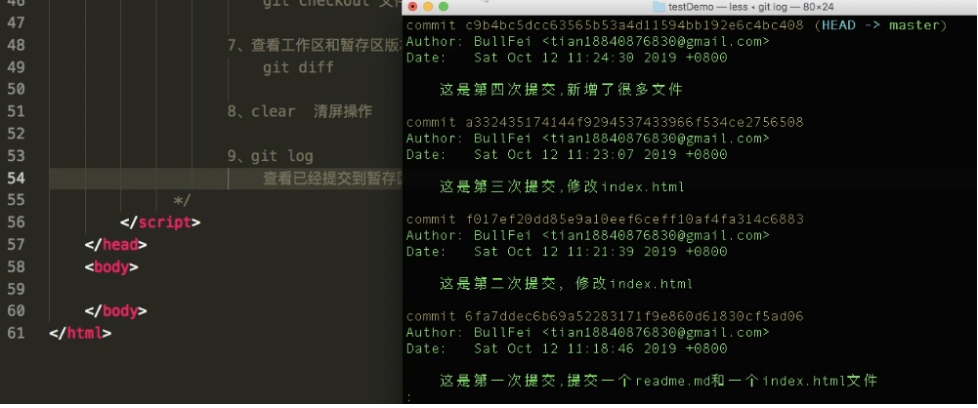 46
git checkout 文件
47
48 7、查看工作区和暂存区版本
49 git diff
50
51 8、clear 清屏操作
52
53 9、git log
54 查看已经提交到暂存区
55 */
56 </script>
57 </head>
58 <body>
59
60 </body>
61 </html>
testDemo — less • git log — 80×24
commit c9b4bc5dcc63565b53a4d11594bb192e6c4bc408 (HEAD -> master)
Author: BullFei <tian18840876830@gmail.com>
Date: Sat Oct 12 11:24:30 2019 +0800
这是第四次提交,新增了很多文件
commit a332435174144f9294537433966f534ce2756508
Author: BullFei <tian18840876830@gmail.com>
Date: Sat Oct 12 11:23:07 2019 +0800
这是第三次提交,修改index.html
commit f017ef20dd85e9a10eef6ceff10af4fa314c6883
Author: BullFei <tian18840876830@gmail.com>
Date: Sat Oct 12 11:21:39 2019 +0800
这是第二次提交, 修改index.html
commit 6fa7ddec6b69a52283171f9e860d61830cf5ad06
Author: BullFei <tian18840876830@gmail.com>
Date: Sat Oct 12 11:18:46 2019 +0800
这是第一次提交,提交一个readme.md和一个index.html文件
: